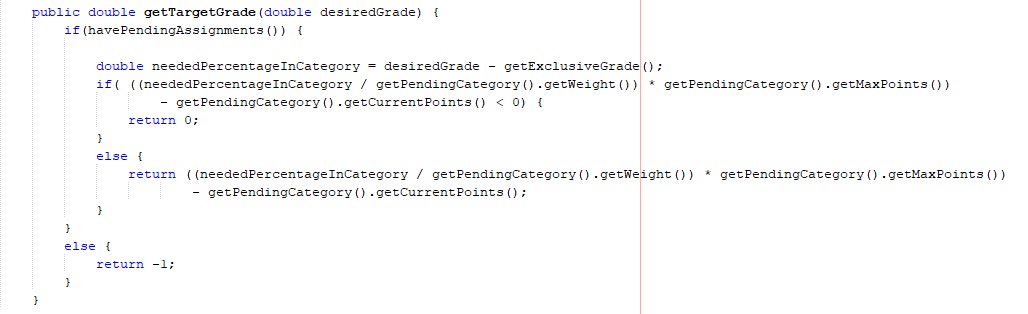 public double getTargetGrade(double desiredGrade) {
    if(havePendingAssignments()) {
        double neededPercentageInCategory = desiredGrade - getExclusiveGrade();
        if( ((neededPercentageInCategory / getPendingCategory().getWeight()) * getPendingCategory().getMaxPoints())
                - getPendingCategory().getCurrentPoints() < 0) {
            return 0;
        }
        else {
            return ((neededPercentageInCategory / getPendingCategory().getWeight()) * getPendingCategory().getMaxPoints())
                    - getPendingCategory().getCurrentPoints();
        }
    }
    else {
        return -1;
    }
}